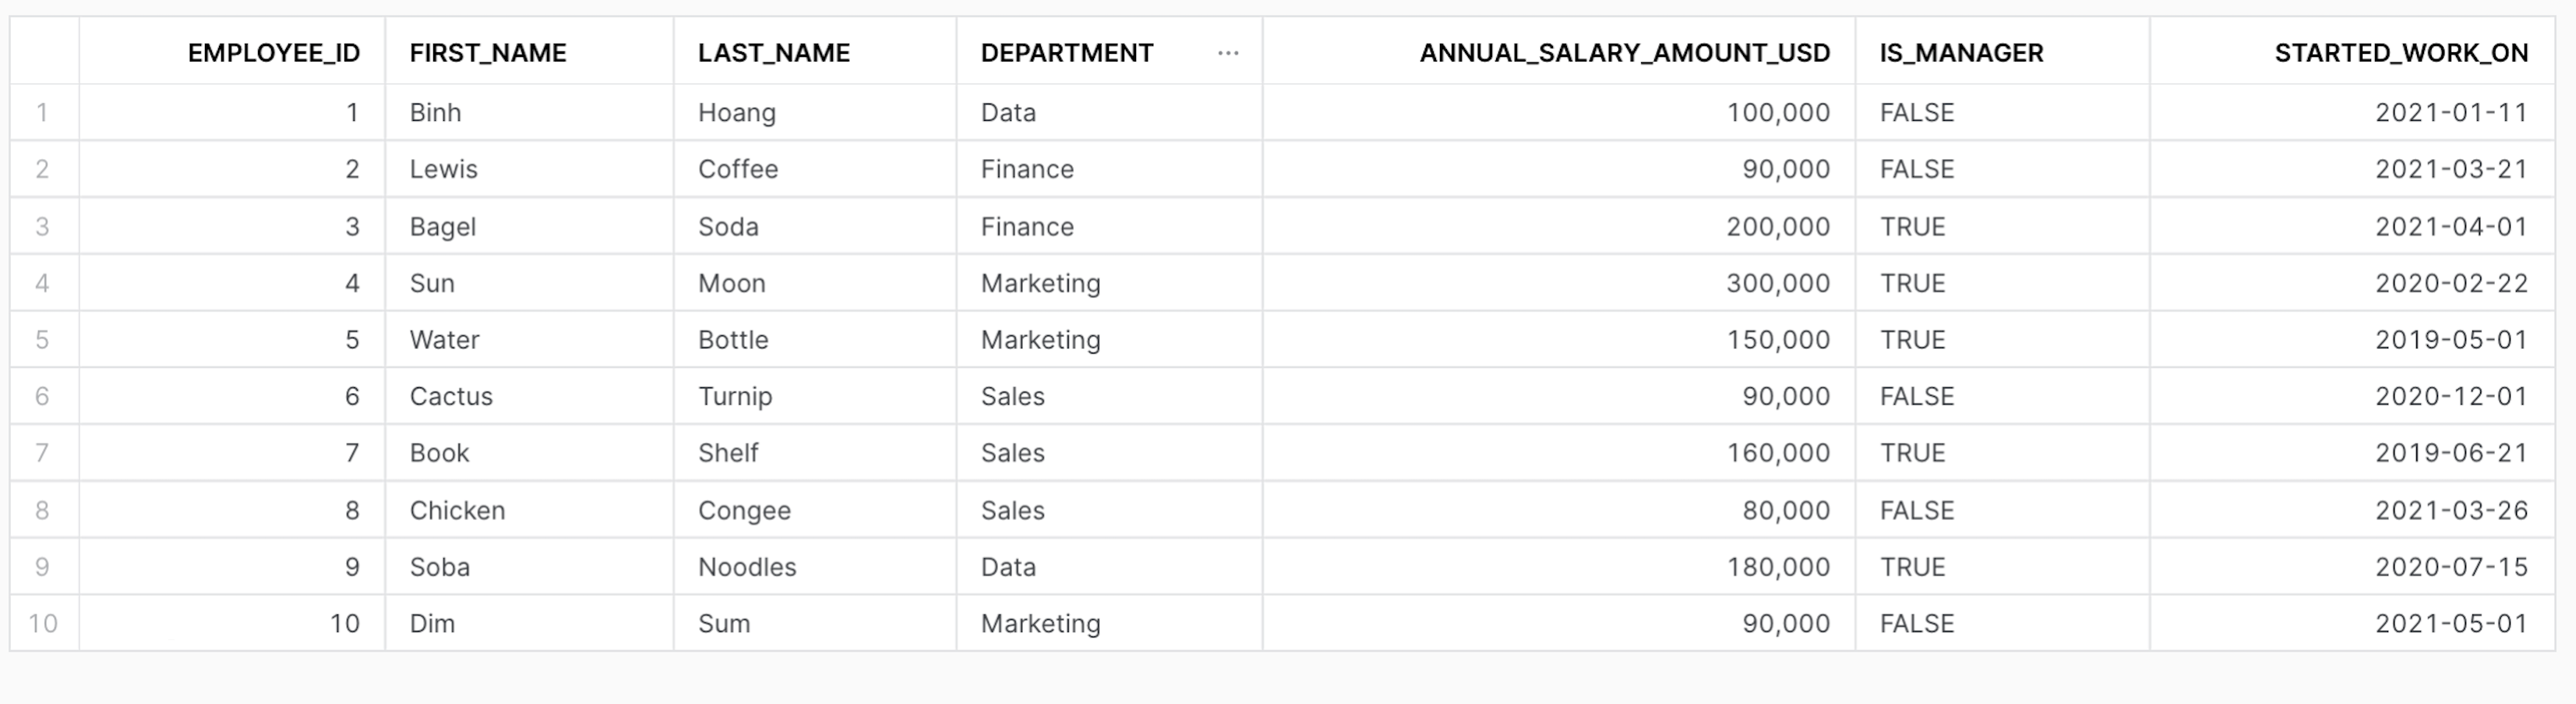 EMPLOYEE_ID FIRST_NAME LAST_NAME DEPARTMENT ... ANNUAL_SALARY_AMOUNT_USD IS_MANAGER STARTED_WORK_ON
1 1 Binh Hoang Data 100,000 FALSE 2021-01-11
2 2 Lewis Coffee Finance 90,000 FALSE 2021-03-21
3 3 Bagel Soda Finance 200,000 TRUE 2021-04-01
4 4 Sun Moon Marketing 300,000 TRUE 2020-02-22
5 5 Water Bottle Marketing 150,000 TRUE 2019-05-01
6 6 Cactus Turnip Sales 90,000 FALSE 2020-12-01
7 7 Book Shelf Sales 160,000 TRUE 2019-06-21
8 8 Chicken Congee Sales 80,000 FALSE 2021-03-26
9 9 Soba Noodles Data 180,000 TRUE 2020-07-15
10 10 Dim Sum Marketing 90,000 FALSE 2021-05-01